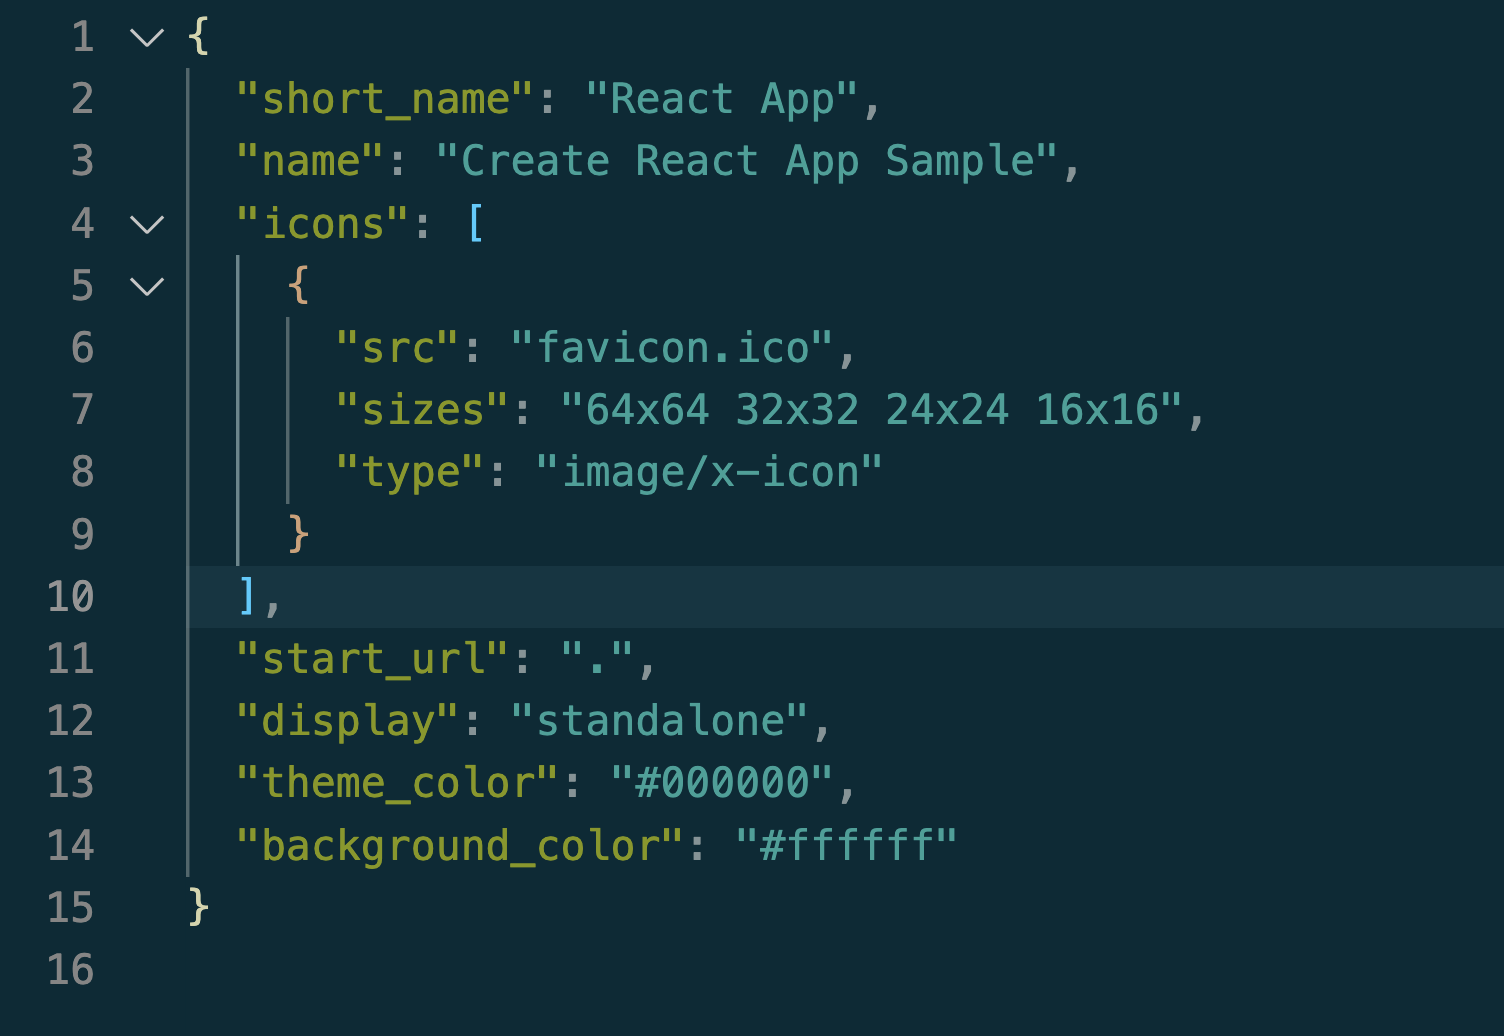 1 {
2 "short_name": "React App",
3 "name": "Create React App Sample",
4 "icons": [
5 {
6 "src": "favicon.ico",
7 "sizes": "64x64 32x32 24x24 16x16",
8 "type": "image/x-icon"
9 }
10 ],
11 "start_url": ".",
12 "display": "standalone",
13 "theme_color": "#000000",
14 "background_color": "#ffffff"
15 }
16